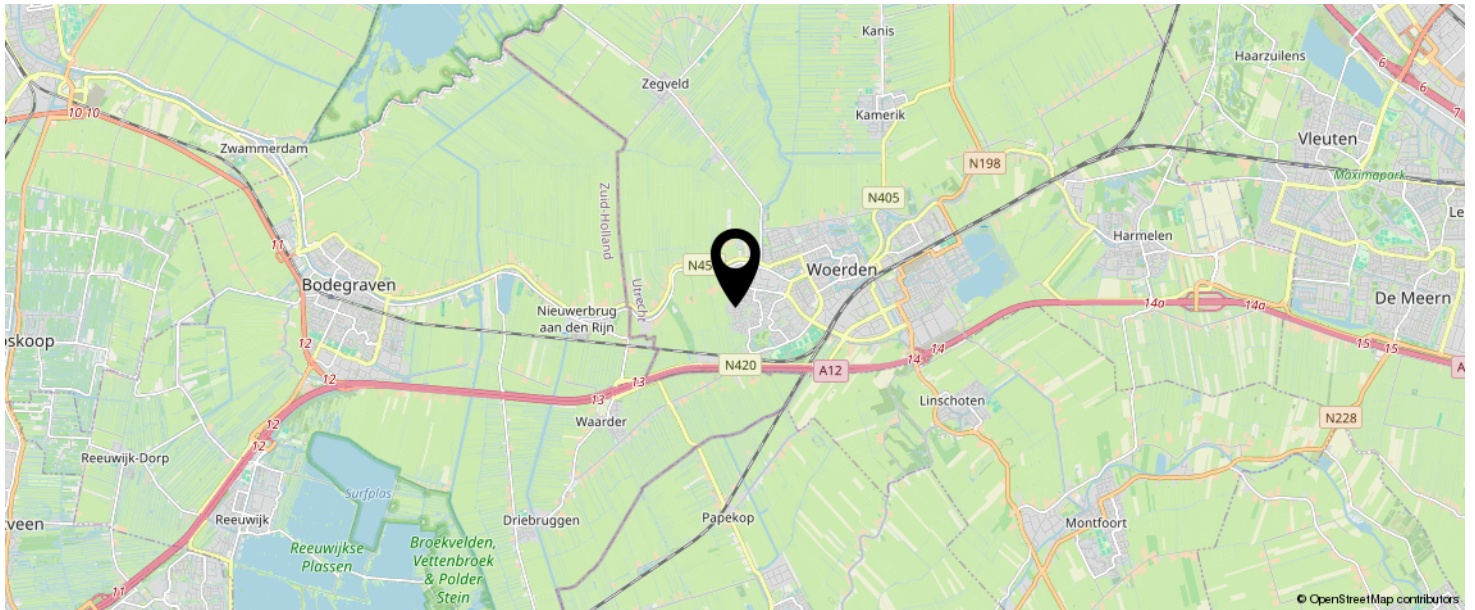 Kanis
Haarzuilens
6
6
7
Zegveld
10 10
Kamerik
Vleuten
Zwammerdam
N198
Maximapark
N405
Zuid-Holland
Le
11
Harmelen
N45
Woerden
Bodegraven
Utrecht
14a
14a
De Meern
Nieuwerbrug
aan den Rijn
oskoop
12
14
15
15
14
N420
A12
A
12
13
13
Linschoten
Waarder
N228
12
12
Reeuwijk-Dorp
Surfplas
Reeuwijk
Driebruggen
Papekop
Montfoort
veen
Reeuwijkse
Plassen
Broekvelden,
Vettenbroek
& Polder
Stein
11
© OpenStreetMap contributors